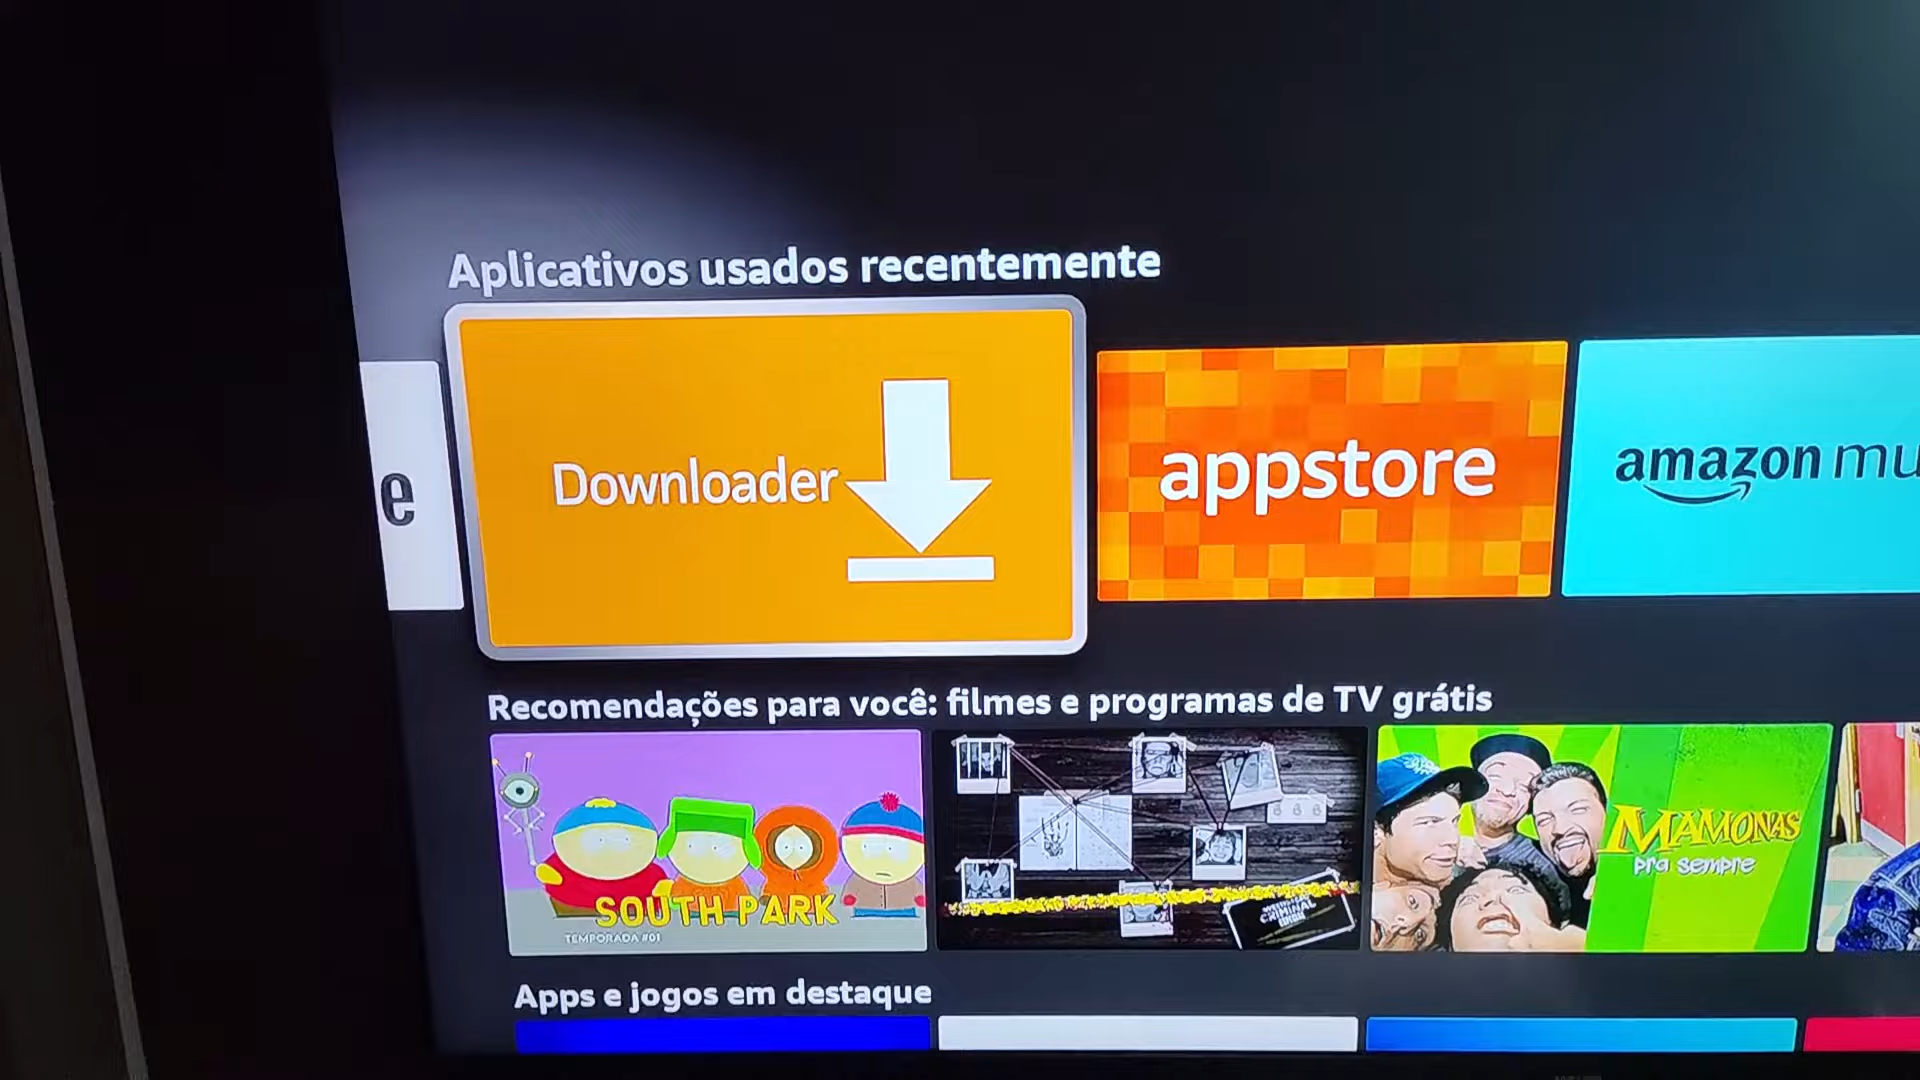 Aplicativos usados recentemente
e
Downloader
appstore
amazon mu
Recomendações para você: filmes e programas de TV grátis
SOUTH PARK
TEMPORADA #01
CRIMINAL
MAMONAS
pra sempre
Apps e jogos em destaque